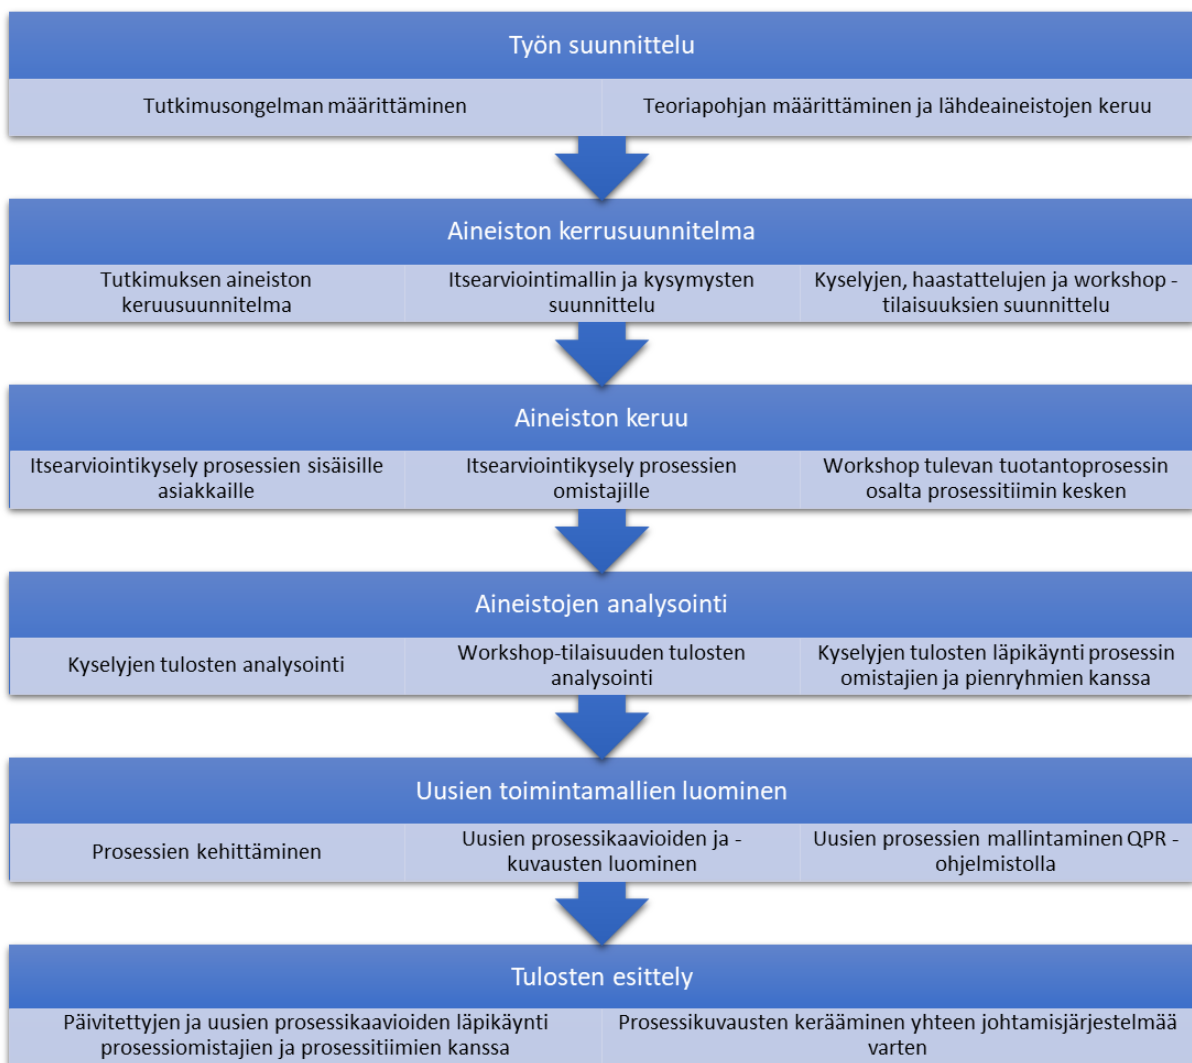 Työn suunnittelu
Tutkimusongelman määrittäminen
Teoriapohjan määrittäminen ja lähdeaineistojen keruu
Aineiston kerrusuunnitelma
Tutkimuksen aineiston
keruusuunnitelma
Itsearviointimallin ja kysymysten
suunnittelu
Kyselyjen, haastattelujen ja workshop -
tilaisuuksien suunnittelu
Aineiston keruu
Itsearviointikysely prosessien sisäisille
asiakkaille
Itsearviointikysely prosessien
omistajille
Workshop tulevan tuotantoprosessin
osalta prosessitiimin kesken
Aineistojen analysointi
Kyselyjen tulosten analysointi
Workshop-tilaisuuden tulosten
analysointi
Kyselyjen tulosten läpikäynti prosessin
omistajien ja pienryhmien kanssa
Uusien toimintamallien luominen
Prosessien kehittäminen
Uusien prosessikaavioiden ja -
kuvausten luominen
Uusien prosessien mallintaminen QPR -
ohjelmistolla
Tulosten esittely
Päivitettyjen ja uusien prosessikaavioiden läpikäynti
prosessiomistajien ja prosessitiimien kanssa
Prosessikuvausten kerääminen yhteen johtamisjärjestelmää
varten